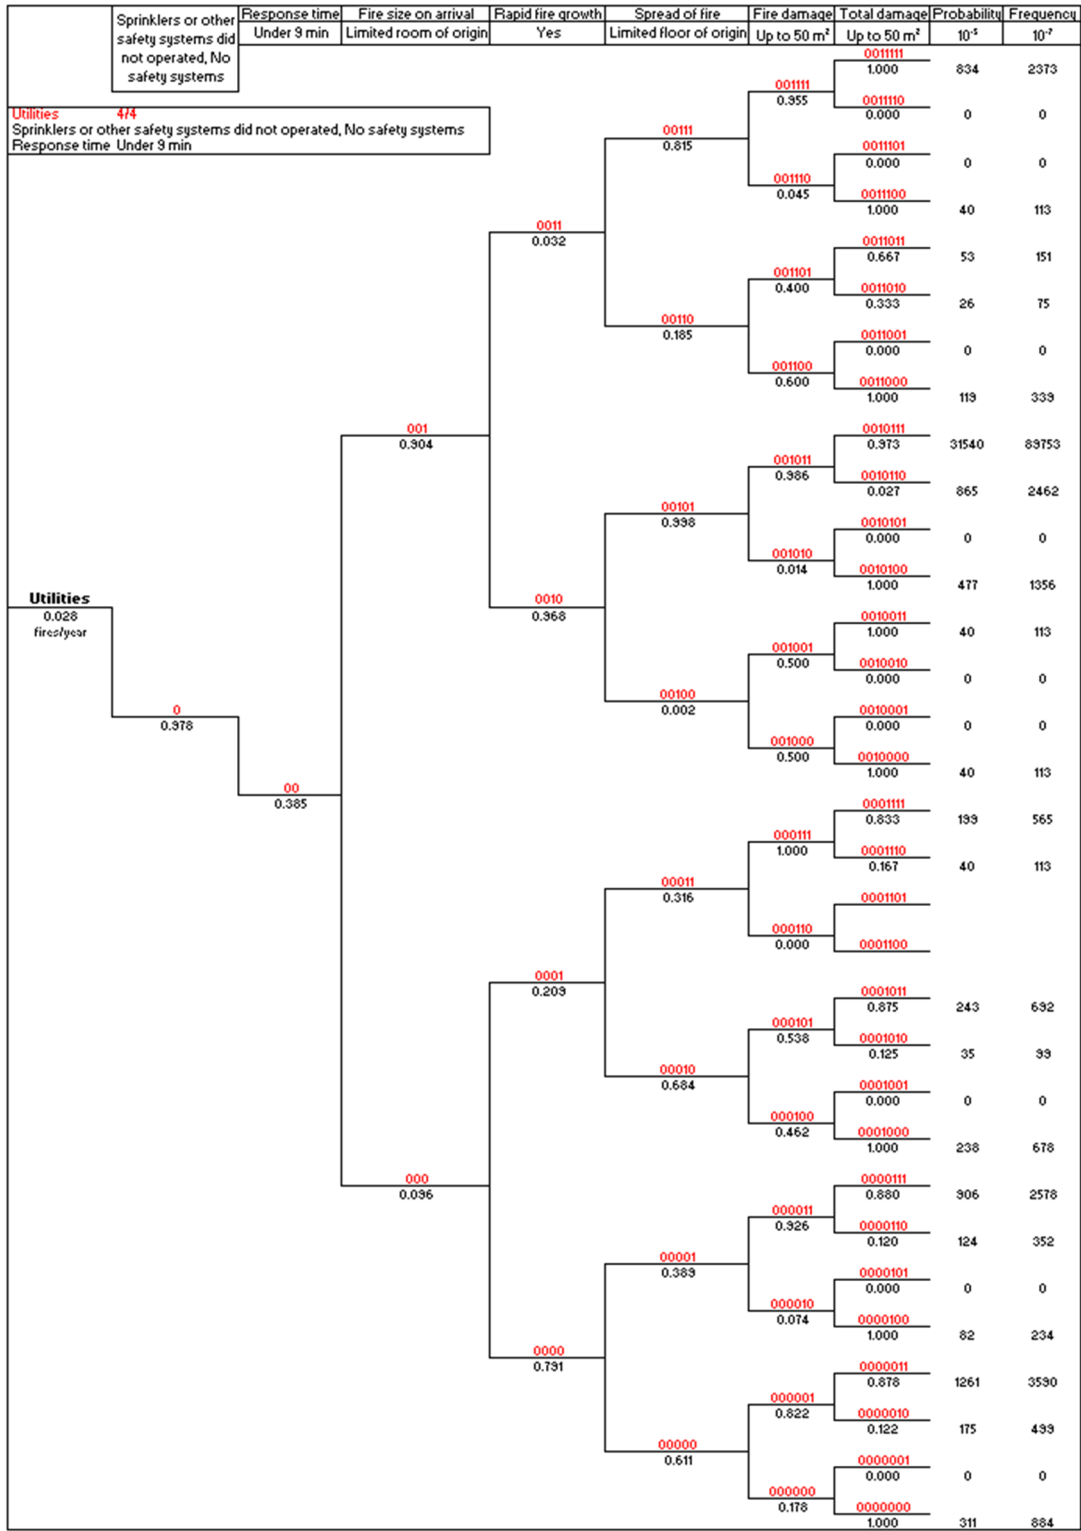 Sprinklers or other safety systems did not operated, No safety systems
Response time Fire size on arrival Rapid fire growth Spread of fire Fire damage Total damage Probability Frequency
Under 9 min Limited room of origin Yes Limited floor of origin Up to 50 m² Up to 50 m² 10⁻⁵ 10⁻⁷
Utilities 4/4
Sprinklers or other safety systems did not operated, No safety systems
Response time Under 9 min
0011111
1.000 834 2373
001111
0.955
0011110
0.000 0 0
00111
0.815
0011101
0.000 0 0
001110
0.045
0011100
1.000 40 113
0011
0.032
0011011
0.667 53 151
001101
0.400
0011010
0.333 26 75
00110
0.185
0011001
0.000 0 0
001100
0.600
0011000
1.000 119 339
001
0.904
0010111
0.973 31540 89753
001011
0.986
0010110
0.027 865 2462
00101
0.998
0010101
0.000 0 0
001010
0.014
0010100
1.000 477 1356
Utilities
0.028
fires/year
0010
0.968
0010011
1.000 40 113
001001
0.500
0010010
0.000 0 0
00100
0.002
0
0.978
0010001
0.000 0 0
001000
0.500
0010000
1.000 40 113
00
0.385
0001111
0.833 199 565
000111
1.000
0001110
0.167 40 113
00011
0.316
0001101
000110
0.000
0001100
0001
0.209
0001011
0.875 243 692
000101
0.538
0001010
0.125 35 99
00010
0.684
0001001
0.000 0 0
000100
0.462
0001000
1.000 238 678
000
0.096
0000111
0.880 906 2578
000011
0.926
0000110
0.120 124 352
00001
0.389
0000101
0.000 0 0
000010
0.074
0000100
1.000 82 234
0000
0.791
0000011
0.878 1261 3590
000001
0.822
0000010
0.122 175 499
00000
0.611
0000001
0.000 0 0
000000
0.178
0000000
1.000 311 884